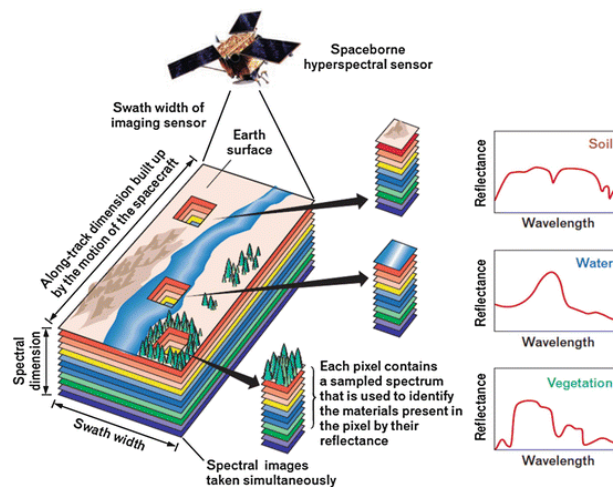 Spaceborne
hyperspectral sensor
Swath width of
imaging sensor
Earth
surface
Along-track dimension built up
by the motion of the spacecraft
Spectral
dimension
Swath width
Spectral images
taken simultaneously
Each pixel contains
a sampled spectrum
that is used to identify
the materials present in
the pixel by their
reflectance
Soil
Reflectance
Wavelength
Water
Reflectance
Wavelength
Vegetation
Reflectance
Wavelength